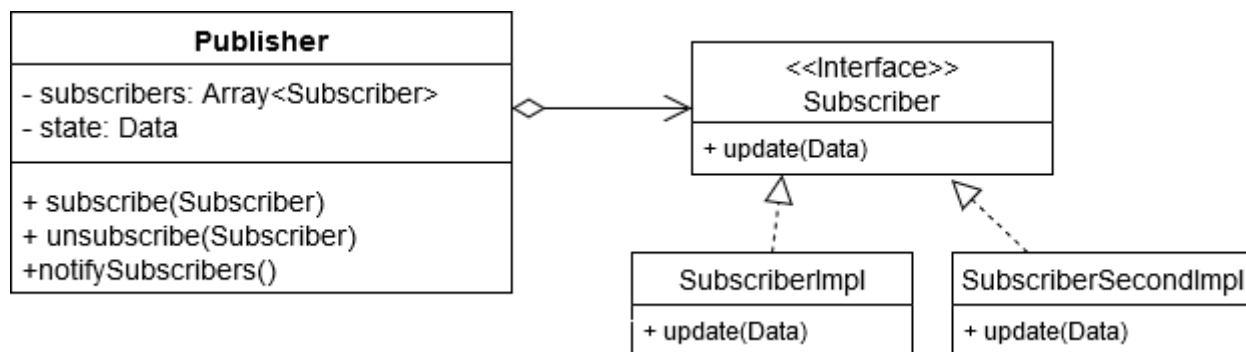 Publisher
- subscribers: Array<Subscriber>
- state: Data
+ subscribe(Subscriber)
+ unsubscribe(Subscriber)
+notifySubscribers()
<<Interface>>
Subscriber
+ update(Data)
SubscriberImpl
+ update(Data)
SubscriberSecondImpl
+ update(Data)